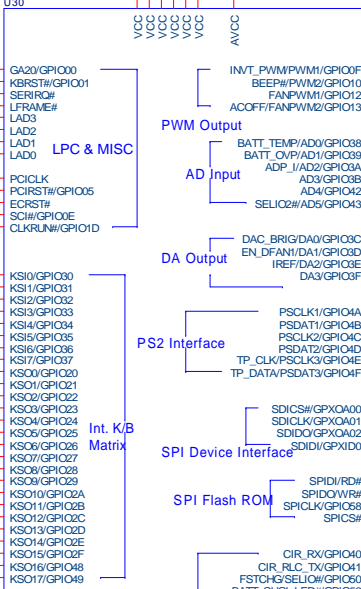 U30
VCC
VCC
VCC
VCC
VCC
VCC
AVCC
GA20/GPIO00
KBRST#/GPIO01
SERIRQ#
LFRAME#
LAD3
LAD2
LAD1
LAD0
LPC & MISC
PCICLK
PCIRST#/GPIO05
ECRST#
SCI#/GPIO0E
CLKRUN#/GPIO1D
KSI0/GPIO30
KSI1/GPIO31
KSI2/GPIO32
KSI3/GPIO33
KSI4/GPIO34
KSI5/GPIO35
KSI6/GPIO36
KSI7/GPIO37
KSO0/GPIO20
KSO1/GPIO21
KSO2/GPIO22
KSO3/GPIO23
KSO4/GPIO24
KSO5/GPIO25
KSO6/GPIO26
KSO7/GPIO27
KSO8/GPIO28
KSO9/GPIO29
KSO10/GPIO2A
KSO11/GPIO2B
KSO12/GPIO2C
KSO13/GPIO2D
KSO14/GPIO2E
KSO15/GPIO2F
KSO16/GPIO48
KSO17/GPIO49
Int. K/B
Matrix
INVT_PWM/PWM1/GPIO0F
BEEP#/PWM2/GPIO10
FANPWM1/GPIO12
ACOFF/FANPWM2/GPIO13
PWM Output
BATT_TEMP/AD0/GPIO38
BATT_OVP/AD1/GPIO39
ADP_I/AD2/GPIO3A
AD3/GPIO3B
AD4/GPIO42
SELIO2#/AD5/GPIO43
AD Input
DAC_BRIG/DA0/GPIO3C
EN_DFAN1/DA1/GPIO3D
IREF/DA2/GPIO3E
DA3/GPIO3F
DA Output
PSCLK1/GPIO4A
PSDAT1/GPIO4B
PSCLK2/GPIO4C
PSDAT2/GPIO4D
TP_CLK/PSCLK3/GPIO4E
TP_DATA/PSDAT3/GPIO4F
PS2 Interface
SDICS#/GPXOA00
SDICLK/GPXOA01
SDIDO/GPXOA02
SDIDI/GPXID0
SPI Device Interface
SPIDI/RD#
SPIDO/WR#
SPICLK/GPIO58
SPICS#
SPI Flash ROM
CIR_RX/GPIO40
CIR_RLC_TX/GPIO41
FSTCHG/SELIO#/GPIO50